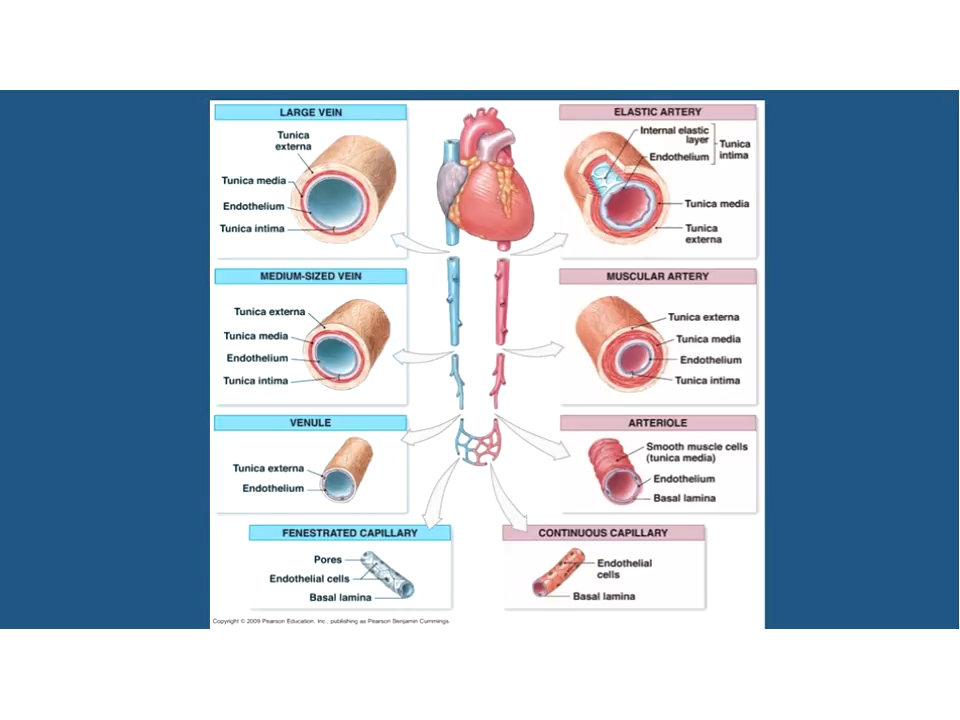 LARGE VEIN
Tunica
externa
Tunica media
Endothelium
Tunica intima
ELASTIC ARTERY
Internal elastic
layer
Endothelium
Tunica
intima
Tunica media
Tunica
externa
MEDIUM-SIZED VEIN
Tunica externa
Tunica media
Endothelium
Tunica intima
MUSCULAR ARTERY
Tunica externa
Tunica media
Endothelium
Tunica intima
VENULE
Tunica externa
Endothelium
ARTERIOLE
Smooth muscle cells
(tunica media)
Endothelium
Basal lamina
FENESTRATED CAPILLARY
Pores
Endothelial cells
Basal lamina
CONTINUOUS CAPILLARY
Endothelial
cells
Basal lamina
Copyright © 2009 Pearson Education, Inc., publishing as Pearson Benjamin Cummings.